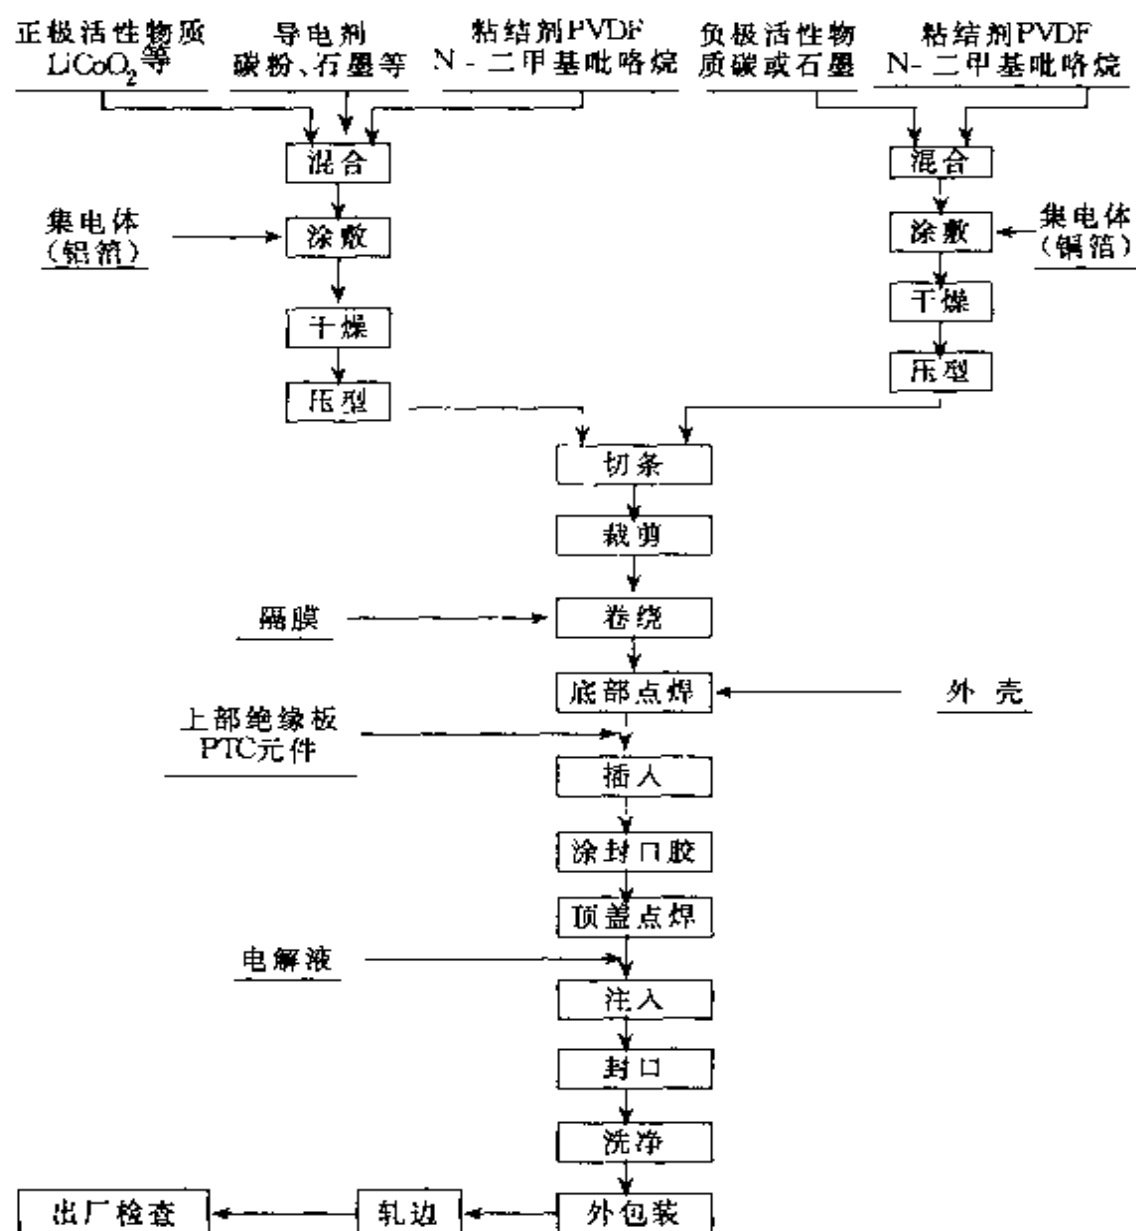 正极活性物质
LiCoO2等
导电剂
碳粉、石墨等
粘结剂PVDF
N-二甲基吡咯烷
负极活性物
质碳或石墨
粘结剂PVDF
N-二甲基吡咯烷
混合
混合
集电体
(铝箔)
涂敷
涂敷
集电体
(铜箔)
干燥
干燥
压型
压型
切条
裁剪
隔膜
卷绕
底部点焊
外壳
上部绝缘板
PTC元件
插入
涂封口胶
顶盖点焊
电解液
注入
封口
洗净
出厂检查
轧边
外包装